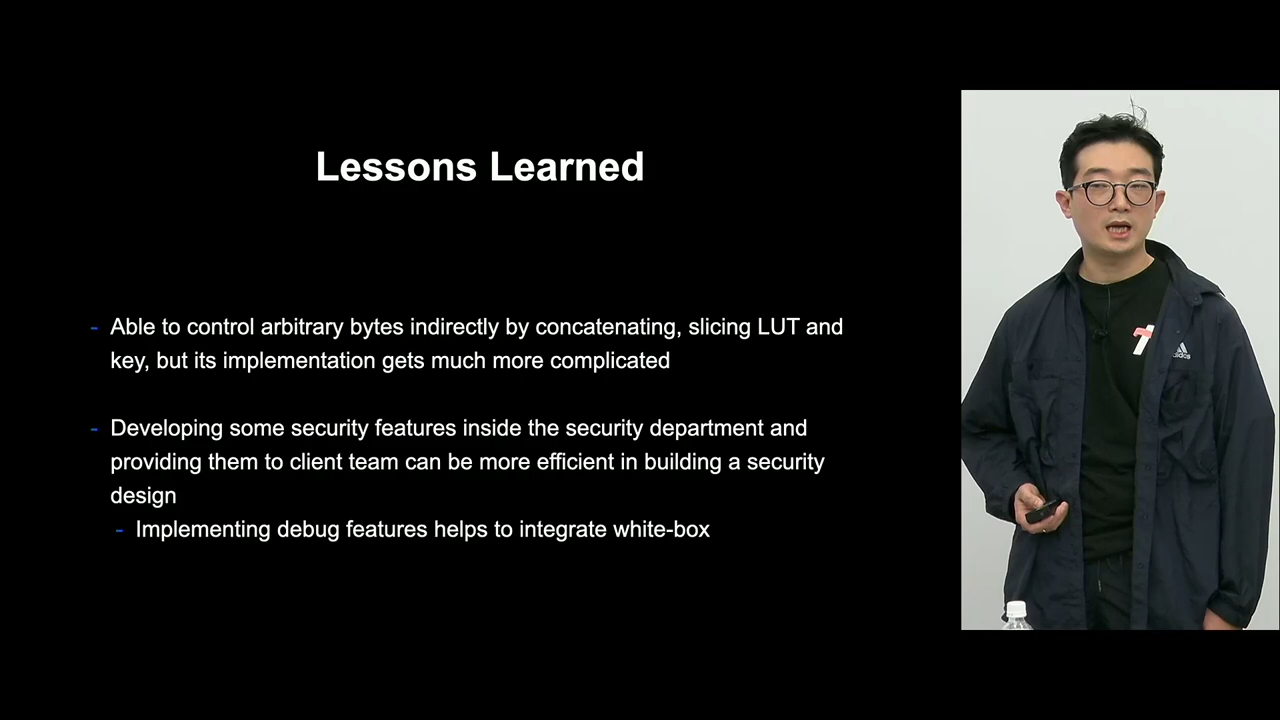 Lessons Learned
- Able to control arbitrary bytes indirectly by concatenating, slicing LUT and
key, but its implementation gets much more complicated
- Developing some security features inside the security department and
providing them to client team can be more efficient in building a security
design
- Implementing debug features helps to integrate white-box
adidas